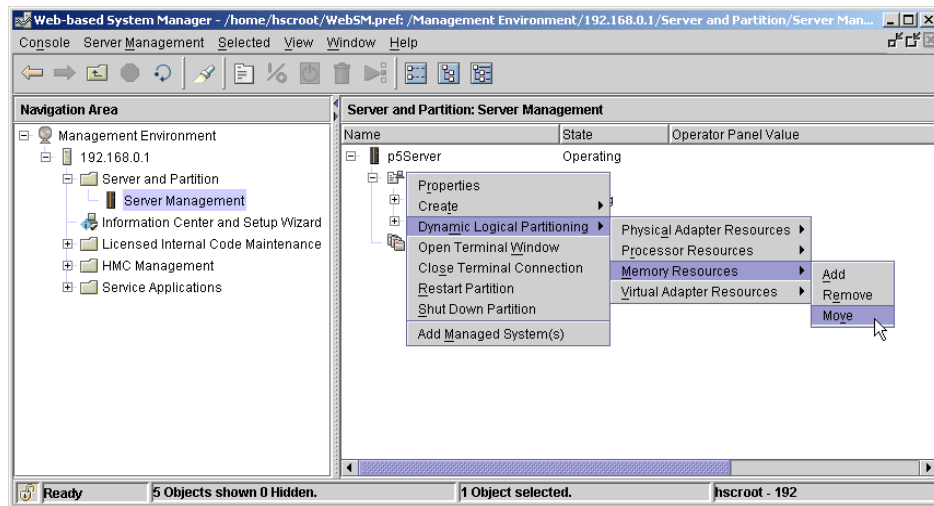 Web-based System Manager - /home/hscroot/WebSM.pref: /Management Environment/192.168.0.1/Server and Partition/Server Man...
Console Server Management Selected View Window Help
Navigation Area
Management Environment
192.168.0.1
Server and Partition
Server Management
Information Center and Setup Wizard
Licensed Internal Code Maintenance
HMC Management
Service Applications
Server and Partition: Server Management
Name State Operator Panel Value
p5Server Operating
Properties
Create
Dynamic Logical Partitioning
Open Terminal Window
Close Terminal Connection
Restart Partition
Shut Down Partition
Add Managed System(s)
Physical Adapter Resources
Processor Resources
Memory Resources
Virtual Adapter Resources
Add
Remove
Move
Ready 5 Objects shown 0 Hidden. 1 Object selected. hscroot - 192